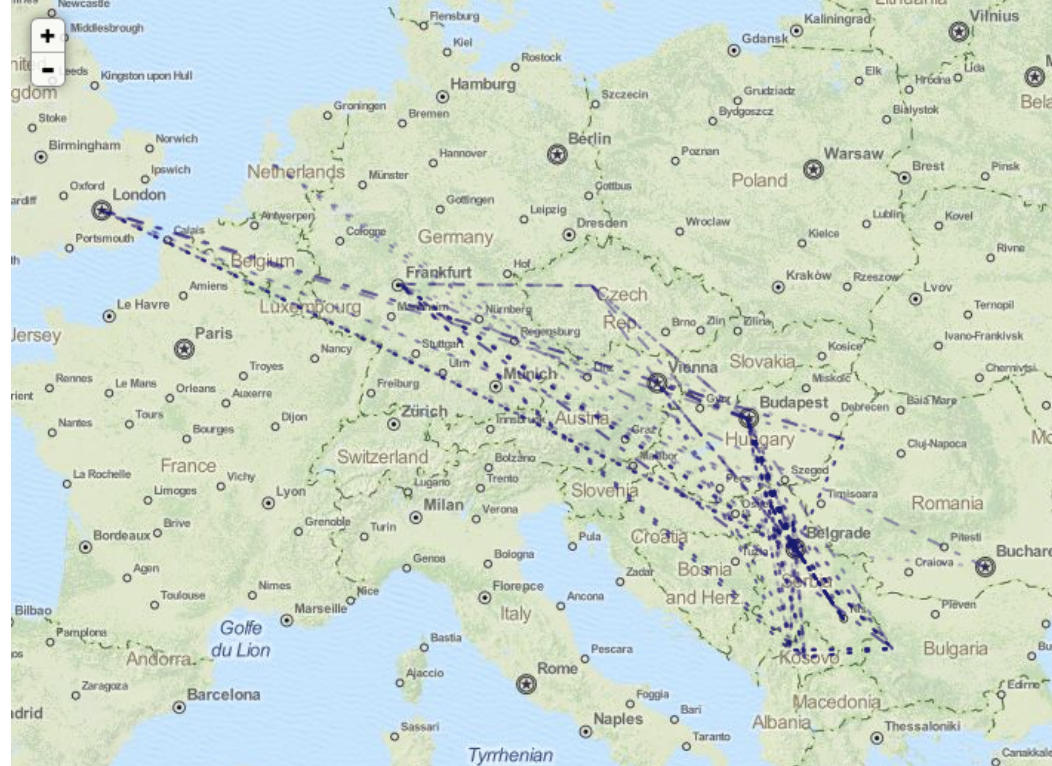 Newcastle
Flensburg
Kaliningrad
Lithuania
Vilnius
+
Middlesbrough
Kiel
Gdansk
Rostock
-
Leeds
Kingston upon Hull
Hamburg
Elk
Hrodna
Lida
Szczecin
Grudziadz
Groningen
Bremen
Bydgoszcz
Bialystok
Stoke
Norwich
Berlin
Birmingham
Hannover
Poznan
Warsaw
Brest
Pinsk
Ipswich
Netherlands
Münster
Poland
Oxford
London
Gottingen
Cottbus
Leipzig
Antwerpen
Dresden
Wroclaw
Lublin
Kovel
Portsmouth
Calais
Cologne
Germany
Kielce
Rivne
Belgium
Hof
Frankfurt
Kraków
Rzeszow
Lvov
Amiens
Czech
Rep.
Le Havre
Luxembourg
Mannheim
Nürnberg
Ternopil
Jersey
Paris
Regensburg
Brno
Zlin
Zilina
Ivano-Frankivsk
Nancy
Stuttgart
Kosice
Troyes
Ulm
Linz
Vienna
Slovakia
Chernivtsi
Rennes
Le Mans
Orleans
Freiburg
Munich
Miskolc
Auxerre
Gyor
Budapest
Debrecen
Baia Mare
Tours
Dijon
Zürich
Innsbruck
Austria
Nantes
Bourges
Graz
Hungary
Cluj-Napoca
Switzerland
Bolzano
Maribor
France
La Rochelle
Vichy
Lugano
Trento
Szeged
Pecs
Slovenia
Limoges
Lyon
Milan
Verona
Timisoara
Romania
Brive
Grenoble
Turin
Bordeaux
Pula
Croatia
Belgrade
Pitesti
Genoa
Bologna
Tuzla
Agen
Bosnia
and Herz.
Zadar
Serbia
Craiova
Nimes
Nice
Florepce
Toulouse
Marseille
Italy
Ancona
Nis
Pleven
Bilbao
Golfe
du Lion
Pamplona
Bastia
Bulgaria
Andorra
Pescara
Kosovo
Ajaccio
Rome
Zaragoza
Barcelona
Foggia
Macedonia
Edirne
Bari
Naples
Albania
Sassari
Taranto
Thessaloniki
Tyrrhenian